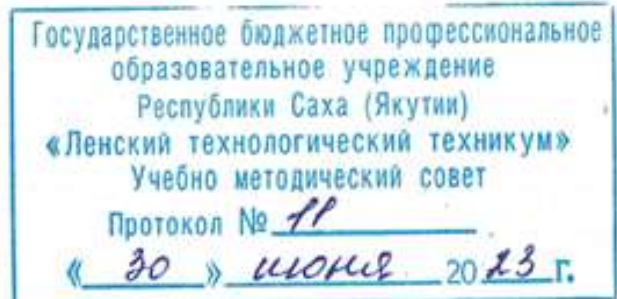 Государственное бюджетное профессиональное
образовательное учреждение
Республики Саха (Якутии)
«Ленский технологический техникум»
Учебно методический совет
Протокол № 11
« 30 » июня 2023 г.